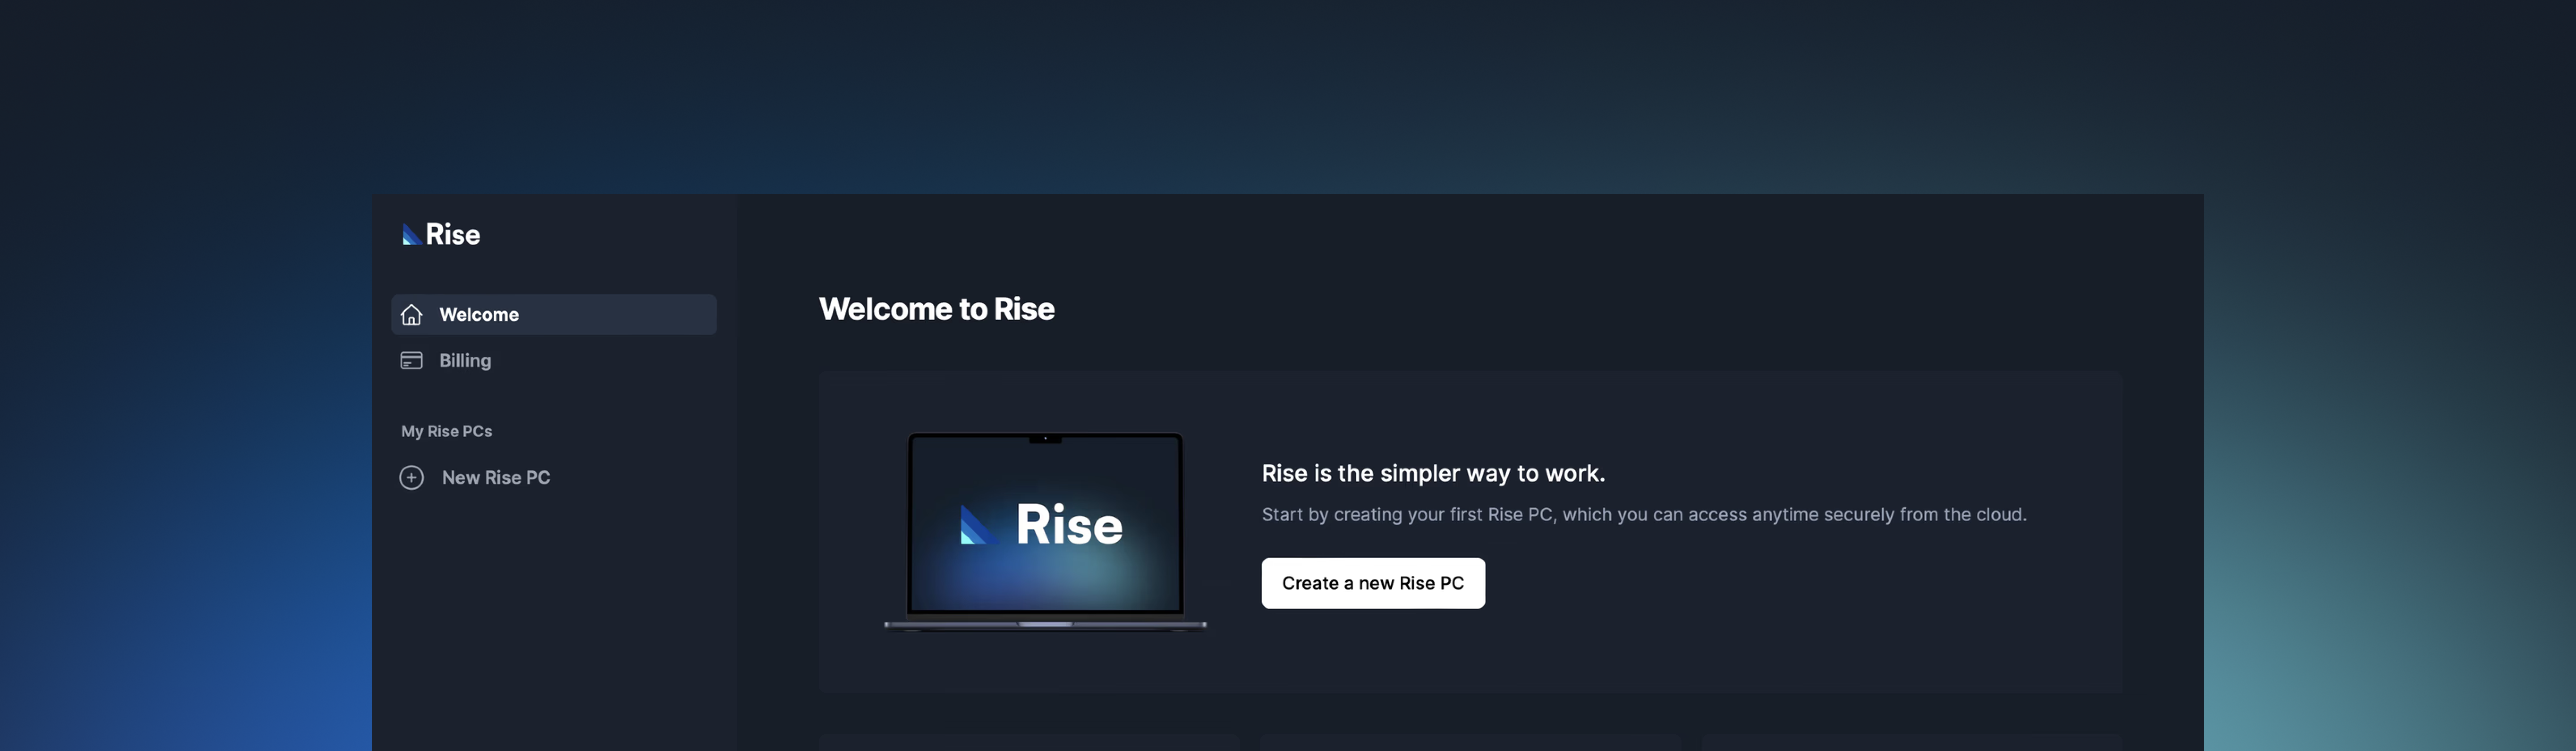 Rise
Welcome
Billing
My Rise PCs
New Rise PC
Welcome to Rise
Rise
Rise is the simpler way to work.
Start by creating your first Rise PC, which you can access anytime securely from the cloud.
Create a new Rise PC